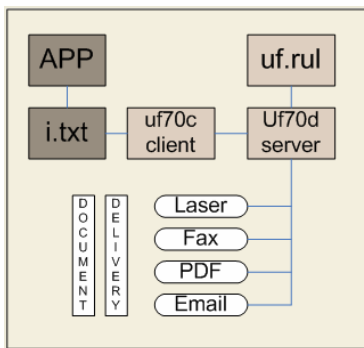 APP
uf.rul
i.txt
uf70c
client
Uf70d
server
DOCUMENT
DELIVERY
Laser
Fax
PDF
Email